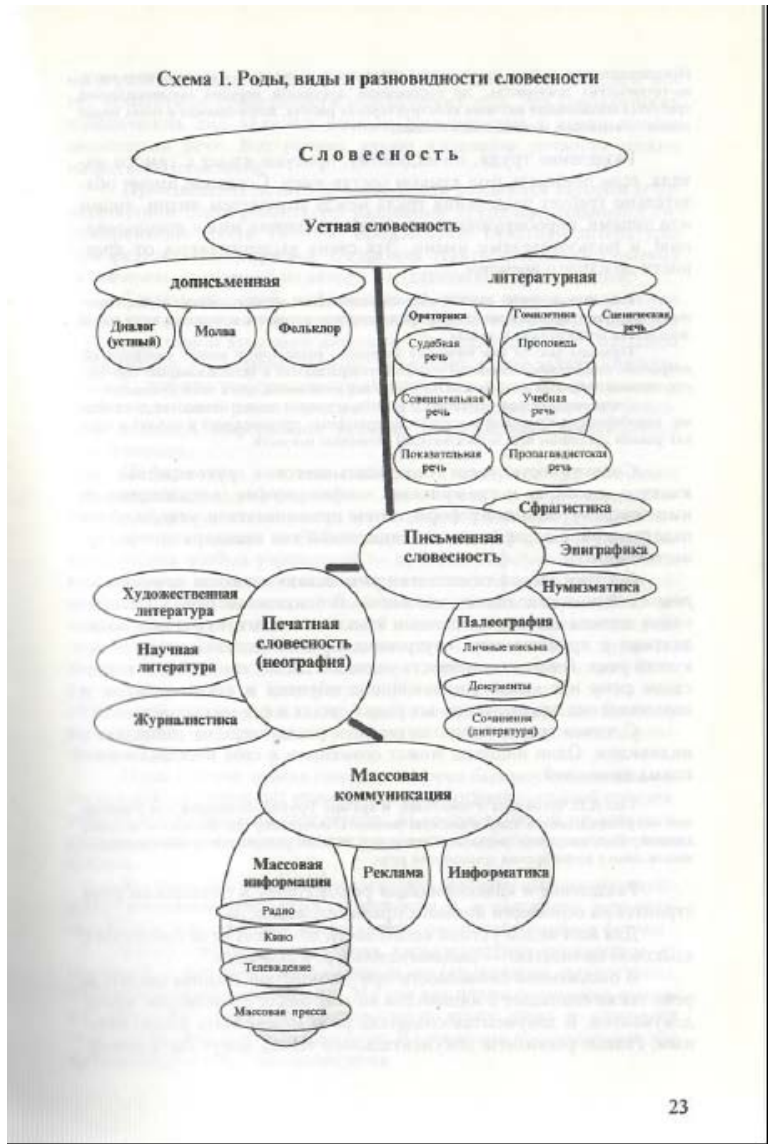 Схема 1. Роды, виды и разновидности словесности
Словесность
Устная словесность
дописьменная
литературная
Диалог
(устный)
Молва
Фольклор
Ораторика
Гомилетика
Сценическая
речь
Судебная
речь
Проповедь
Совещательная
речь
Учебная
речь
Показательная
речь
Пропагандистская
речь
Сфрагистика
Письменная
словесность
Эпиграфика
Нумизматика
Художественная
литература
Печатная
словесность
(неография)
Палеография
Научная
литература
Личные письма
Документы
Журналистика
Сочинения
(литература)
Массовая
коммуникация
Массовая
информация
Реклама
Информатика
Радио
Кино
Телевидение
Массовая пресса
23